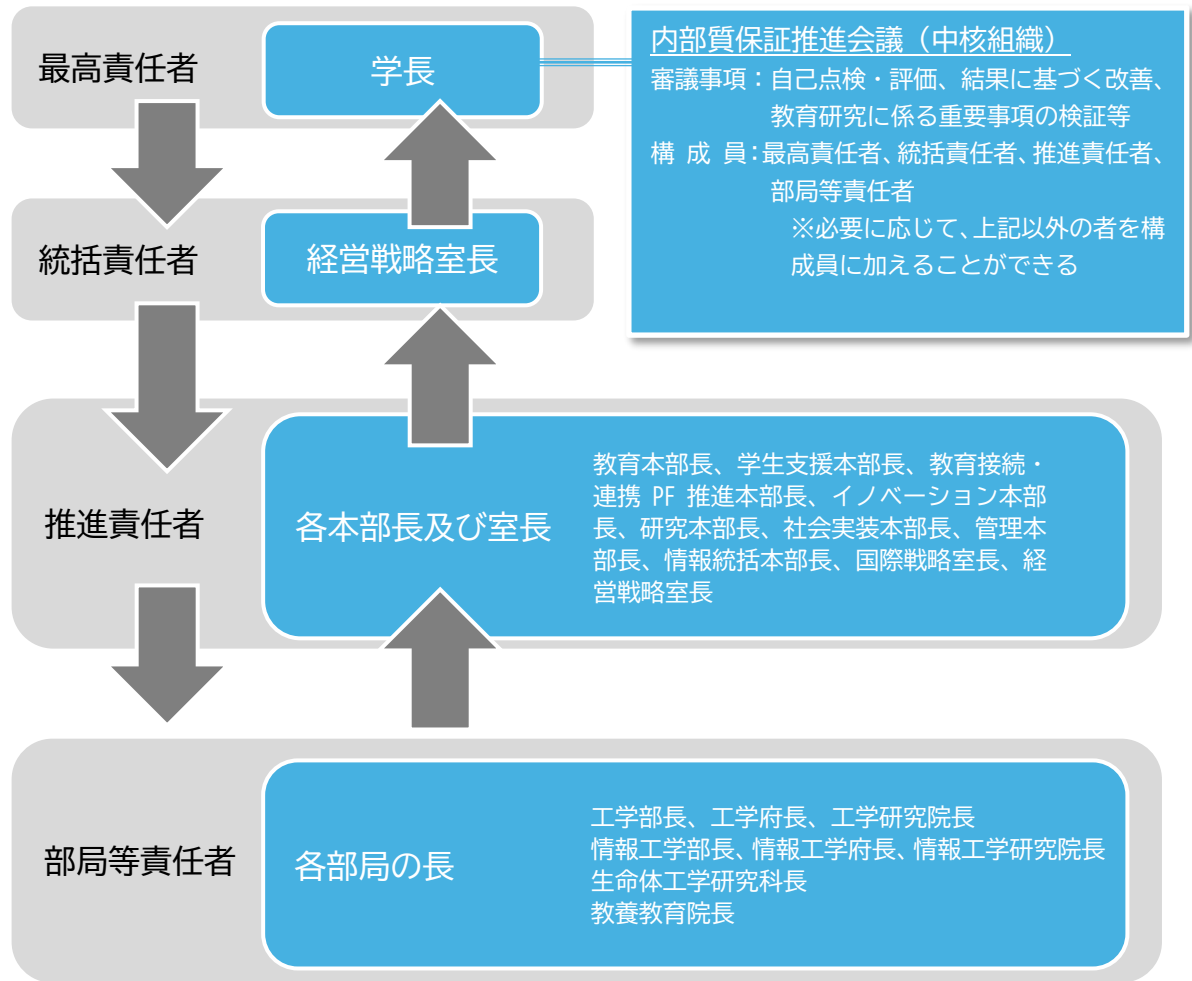 最高責任者
学長
内部質保証推進会議（中核組織）
審議事項：自己点検・評価、結果に基づく改善、
教育研究に係る重要事項の検証等
構 成 員：最高責任者、統括責任者、推進責任者、
部局等責任者
※必要に応じて、上記以外の者を構
成員に加えることができる
統括責任者
経営戦略室長
推進責任者
各本部長及び室長
教育本部長、学生支援本部長、教育接続・
連携 PF 推進本部長、イノベーション本部
長、研究本部長、社会実装本部長、管理本
部長、情報統括本部長、国際戦略室長、経
営戦略室長
部局等責任者
各部局の長
工学部長、工学府長、工学研究院長
情報工学部長、情報工学府長、情報工学研究院長
生命体工学研究科長
教養教育院長